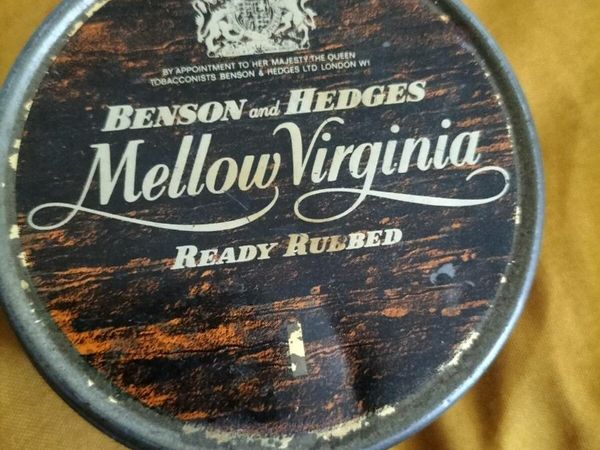 BY APPOINTMENT TO HER MAJESTY THE QUEEN
TOBACCONISTS BENSON & HEDGES LTD LONDON W1
BENSON and HEDGES
Mellow Virginia
READY RUBBED